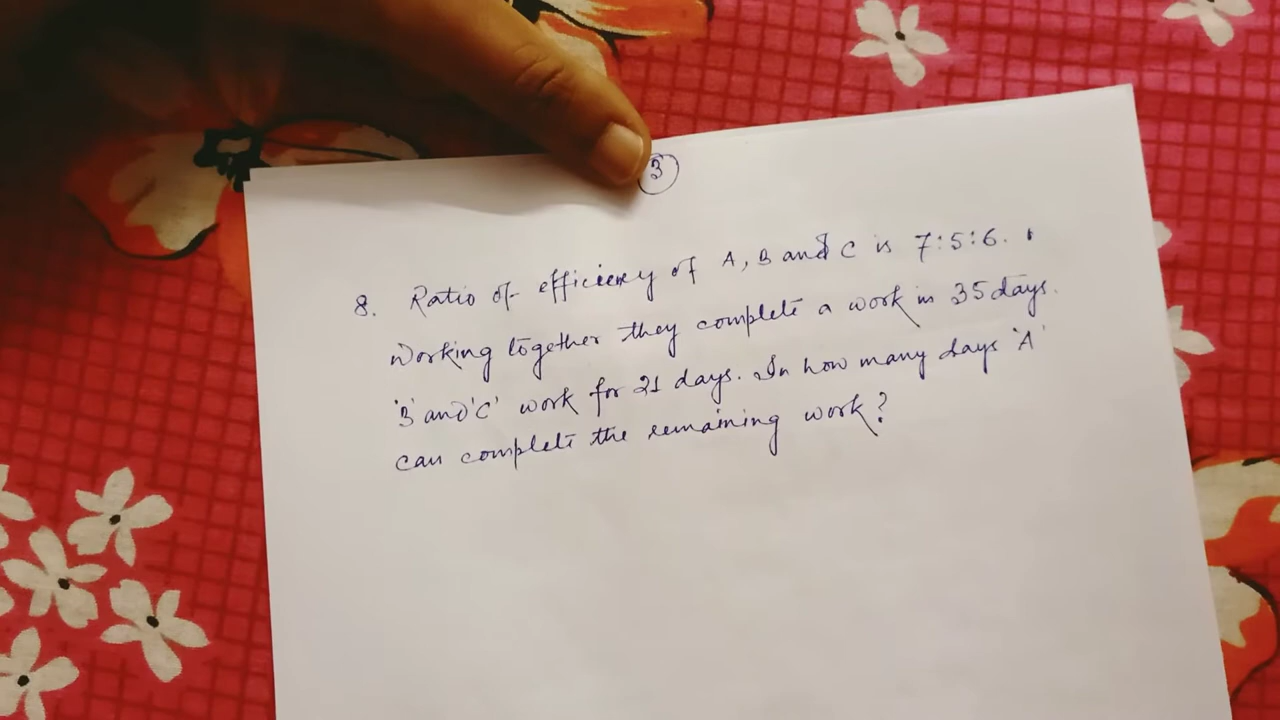 3
8. Ratio of efficiency of A, B and C is 7:5:6.
Working together they complete a work in 35 days.
'B' and 'C' work for 21 days. In how many days 'A'
can complete the remaining work?